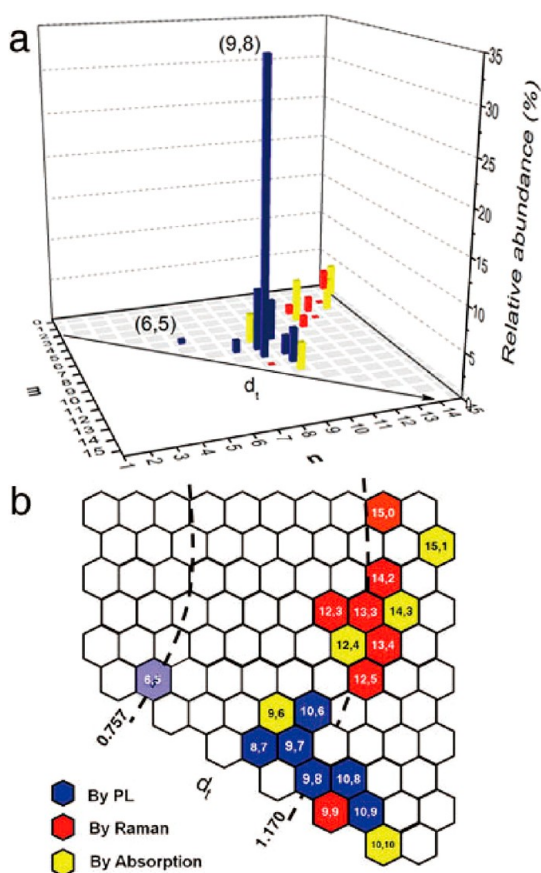 a
(9,8)
(6,5)
Relative abundance (%)
35
30
25
20
15
10
5
0
m
n
1 2 3 4 5 6 7 8 9 10 11 12 13 14 15
dt
b
15,0
15,1
14,2
12,3 13,3 14,3
12,4 13,4
6,5 12,5
9,6 10,6
8,7 9,7
9,8 10,8
9,9 10,9
10,10
0.757
dt
1.170
By PL
By Raman
By Absorption